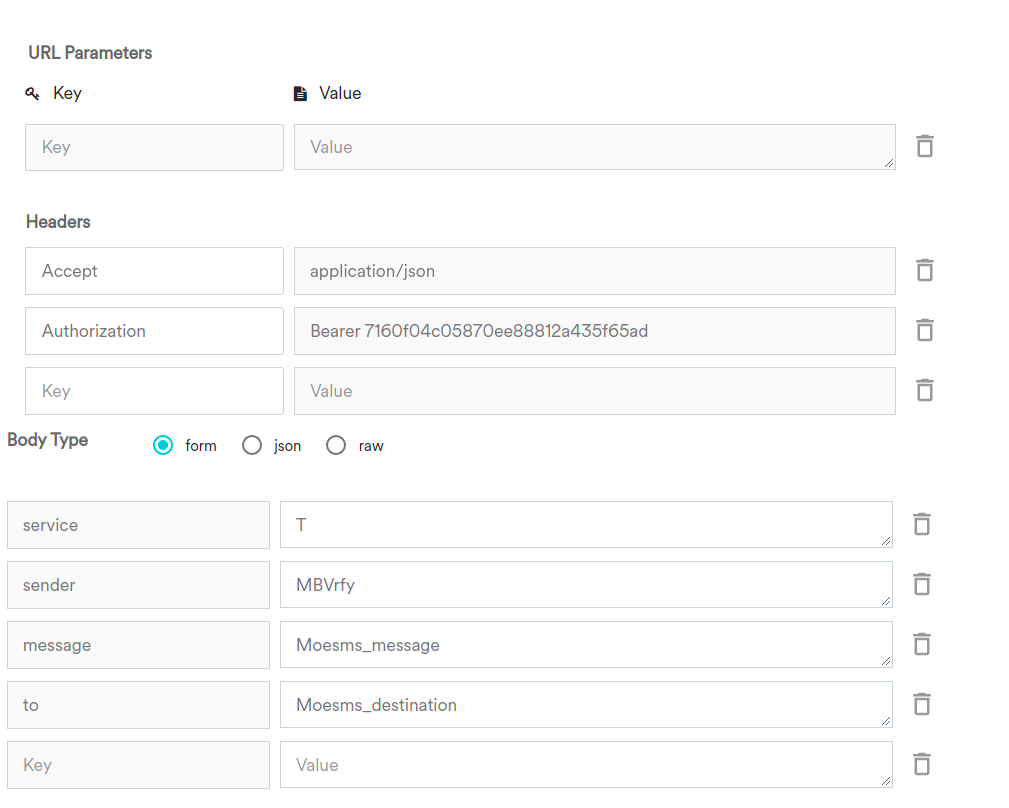 URL Parameters
Key Value
Key Value
Headers
Accept application/json
Authorization Bearer 7160f04c05870ee88812a435f65ad
Key Value
Body Type form json raw
service T
sender MBVrfy
message Moesms_message
to Moesms_destination
Key Value